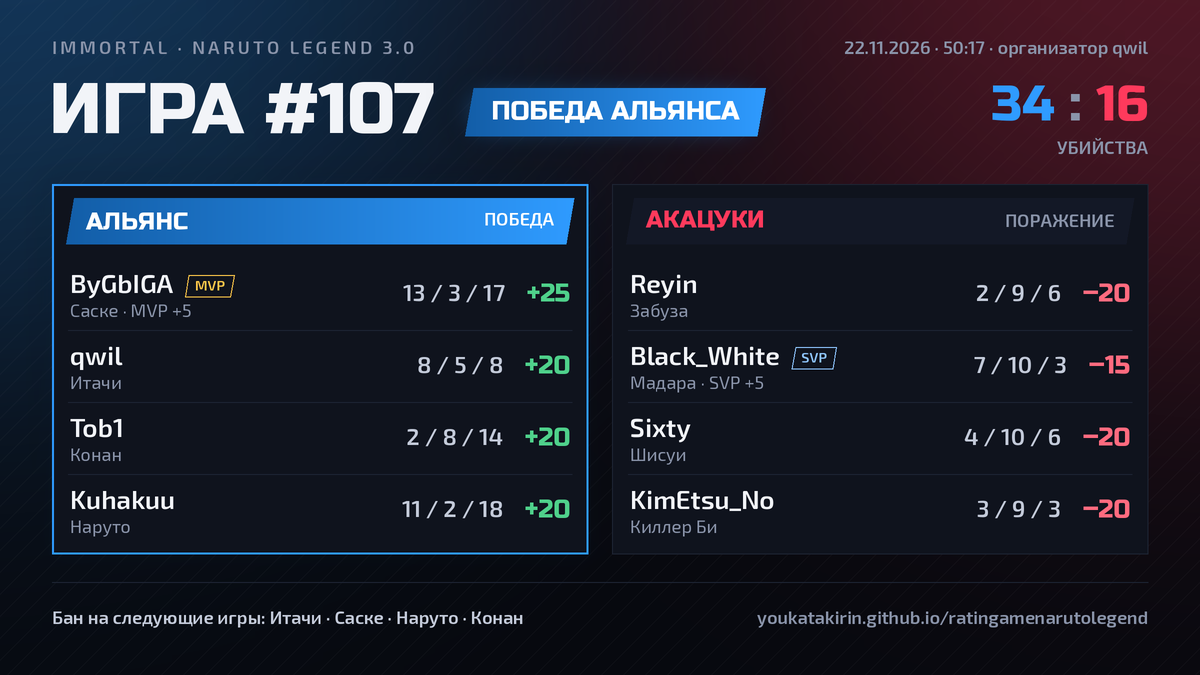 IMMORTAL · NARUTO LEGEND 3.0
22.11.2026 · 50:17 · организатор qwil
ИГРА #107
ПОБЕДА АЛЬЯНСА
34 : 16
УБИЙСТВА
АЛЬЯНС ПОБЕДА
ByGbIGA MVP 13 / 3 / 17 +25
Саске · MVP +5
qwil 8 / 5 / 8 +20
Итачи
Tob1 2 / 8 / 14 +20
Конан
Kuhakuu 11 / 2 / 18 +20
Наруто
АКАЦУКИ ПОРАЖЕНИЕ
Reyin 2 / 9 / 6 −20
Забуза
Black_White SVP 7 / 10 / 3 −15
Мадара · SVP +5
Sixty 4 / 10 / 6 −20
Шисуи
KimEtsu_No 3 / 9 / 3 −20
Киллер Би
Бан на следующие игры: Итачи · Саске · Наруто · Конан
youkatakirin.github.io/ratingamenarutolegend